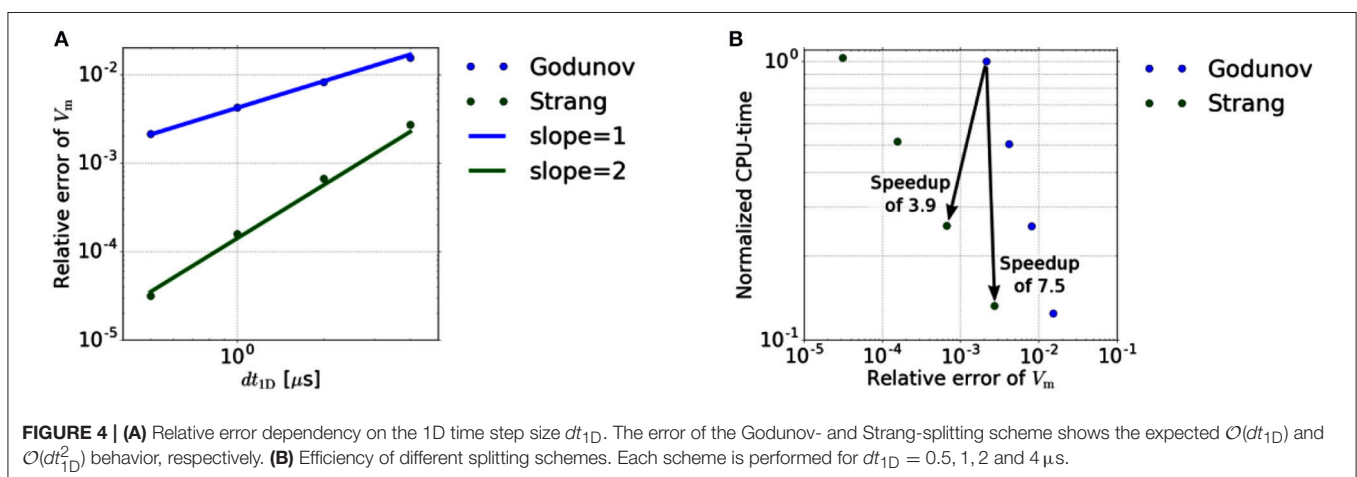 A
Relative error of Vm
10⁻²
10⁻³
10⁻⁴
10⁻⁵
10⁰
dt1D [μs]
Godunov
Strang
slope=1
slope=2
B
Normalized CPU-time
10⁰
10⁻¹
10⁻⁵ 10⁻⁴ 10⁻³ 10⁻² 10⁻¹
Relative error of Vm
Speedup
of 3.9
Speedup
of 7.5
Godunov
Strang
FIGURE 4 | (A) Relative error dependency on the 1D time step size dt1D. The error of the Godunov- and Strang-splitting scheme shows the expected O(dt1D) and
O(dt²1D) behavior, respectively. (B) Efficiency of different splitting schemes. Each scheme is performed for dt1D = 0.5, 1, 2 and 4 μs.